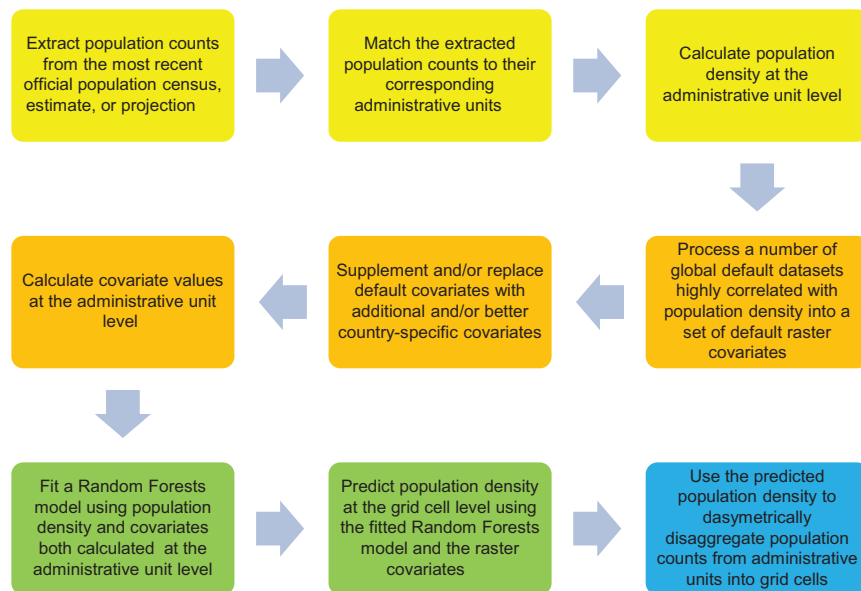 Extract population counts
from the most recent
official population census,
estimate, or projection
Match the extracted
population counts to their
corresponding
administrative units
Calculate population
density at the
administrative unit level
Process a number of
global default datasets
highly correlated with
population density into a
set of default raster
covariates
Supplement and/or replace
default covariates with
additional and/or better
country-specific covariates
Calculate covariate values
at the administrative unit
level
Fit a Random Forests
model using population
density and covariates
both calculated at the
administrative unit level
Predict population density
at the grid cell level using
the fitted Random Forests
model and the raster
covariates
Use the predicted
population density to
dasymetrically
disaggregate population
counts from administrative
units into grid cells